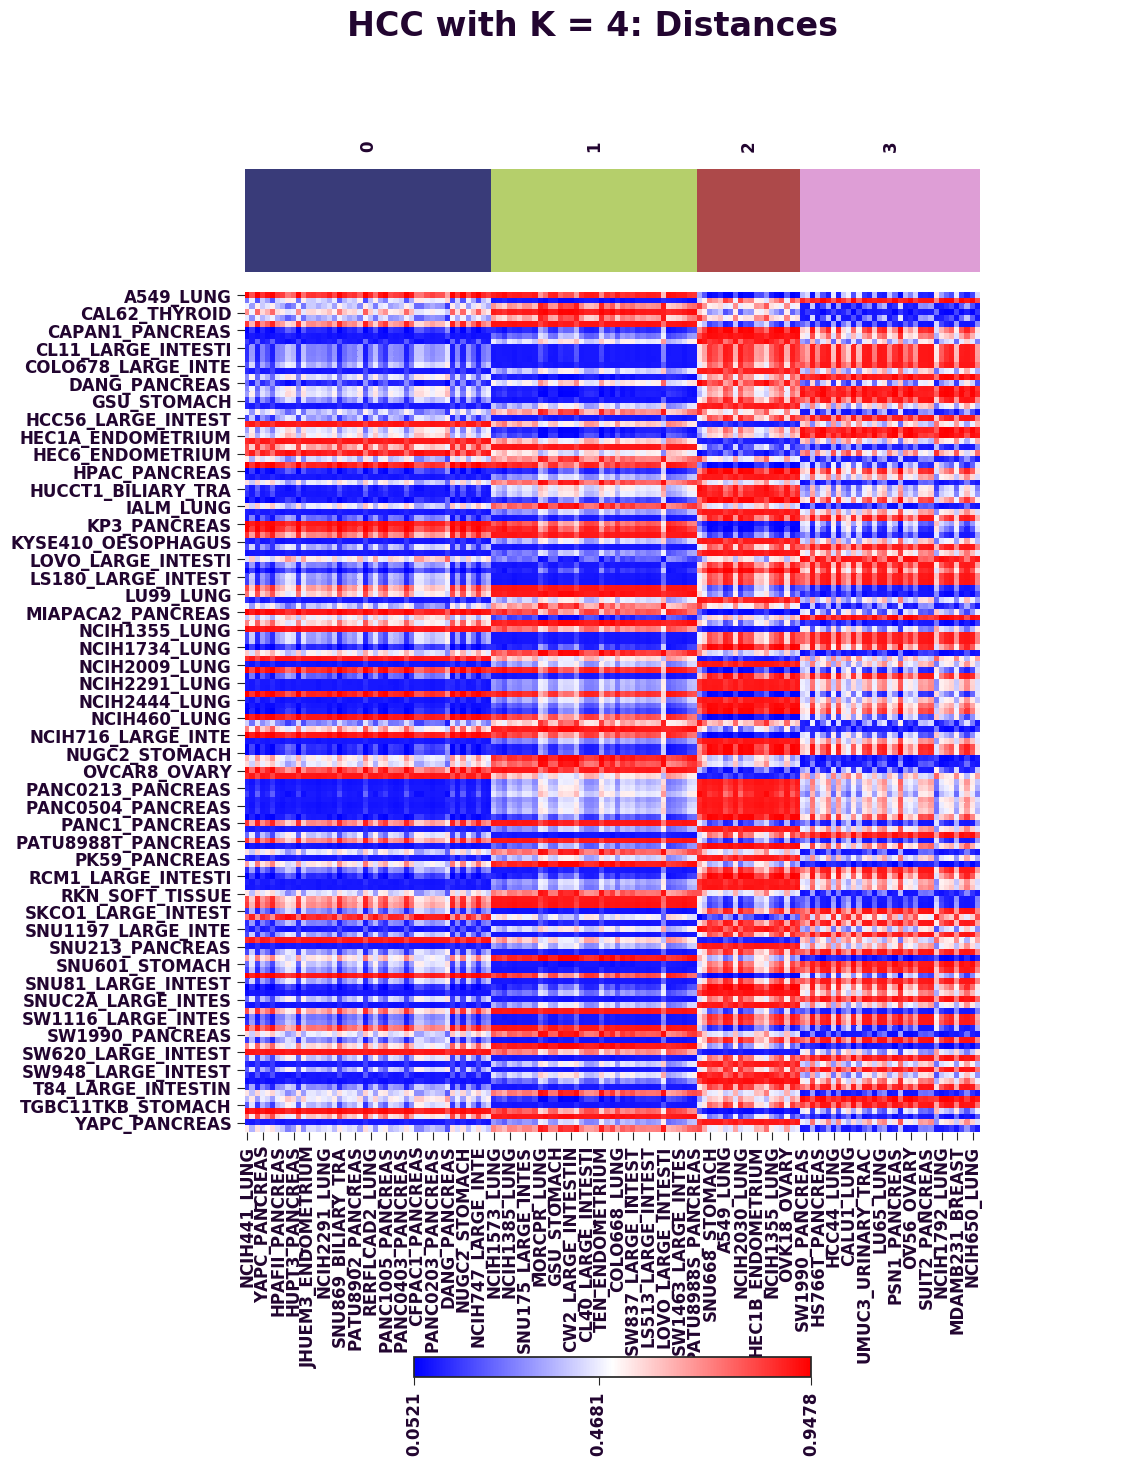 HCC with K = 4: Distances
0
1
2
3
A549_LUNG
CAL62_THYROID
CAPAN1_PANCREAS
CL11_LARGE_INTESTI
COLO678_LARGE_INTE
DANG_PANCREAS
GSU_STOMACH
HCC56_LARGE_INTEST
HEC1A_ENDOMETRIUM
HEC6_ENDOMETRIUM
HPAC_PANCREAS
HUCCT1_BILIARY_TRA
IALM_LUNG
KP3_PANCREAS
KYSE410_OESOPHAGUS
LOVO_LARGE_INTESTI
LS180_LARGE_INTEST
LU99_LUNG
MIAPACA2_PANCREAS
NCIH1355_LUNG
NCIH1734_LUNG
NCIH2009_LUNG
NCIH2291_LUNG
NCIH2444_LUNG
NCIH460_LUNG
NCIH716_LARGE_INTE
NUGC2_STOMACH
OVCAR8_OVARY
PANC0213_PANCREAS
PANC0504_PANCREAS
PANC1_PANCREAS
PATU8988T_PANCREAS
PK59_PANCREAS
RCM1_LARGE_INTESTI
RKN_SOFT_TISSUE
SKCO1_LARGE_INTEST
SNU1197_LARGE_INTE
SNU213_PANCREAS
SNU601_STOMACH
SNU81_LARGE_INTEST
SNUC2A_LARGE_INTES
SW1116_LARGE_INTES
SW1990_PANCREAS
SW620_LARGE_INTEST
SW948_LARGE_INTEST
T84_LARGE_INTESTIN
TGBC11TKB_STOMACH
YAPC_PANCREAS
NCIH441_LUNG
YAPC_PANCREAS
HPAFII_PANCREAS
HUPT3_PANCREAS
JHUEM3_ENDOMETRIUM
NCIH2291_LUNG
SNU869_BILIARY_TRA
PATU8902_PANCREAS
RERFLCAD2_LUNG
PANC1005_PANCREAS
PANC0403_PANCREAS
CFPAC1_PANCREAS
PANC0203_PANCREAS
DANG_PANCREAS
NUGC2_STOMACH
NCIH747_LARGE_INTE
NCIH1573_LUNG
NCIH1385_LUNG
SNU175_LARGE_INTES
MORCPR_LUNG
GSU_STOMACH
CW2_LARGE_INTESTIN
CL40_LARGE_INTESTI
TEN_ENDOMETRIUM
COLO668_LUNG
SW837_LARGE_INTEST
LS513_LARGE_INTEST
LOVO_LARGE_INTESTI
SW1463_LARGE_INTES
PATU8988S_PANCREAS
SNU668_STOMACH
A549_LUNG
NCIH2030_LUNG
HEC1B_ENDOMETRIUM
NCIH1355_LUNG
OVK18_OVARY
SW1990_PANCREAS
HS766T_PANCREAS
HCC44_LUNG
CALU1_LUNG
UMUC3_URINARY_TRAC
LU65_LUNG
PSN1_PANCREAS
OV56_OVARY
SUIT2_PANCREAS
NCIH1792_LUNG
MDAMB231_BREAST
NCIH650_LUNG
0.0521
0.4681
0.9478